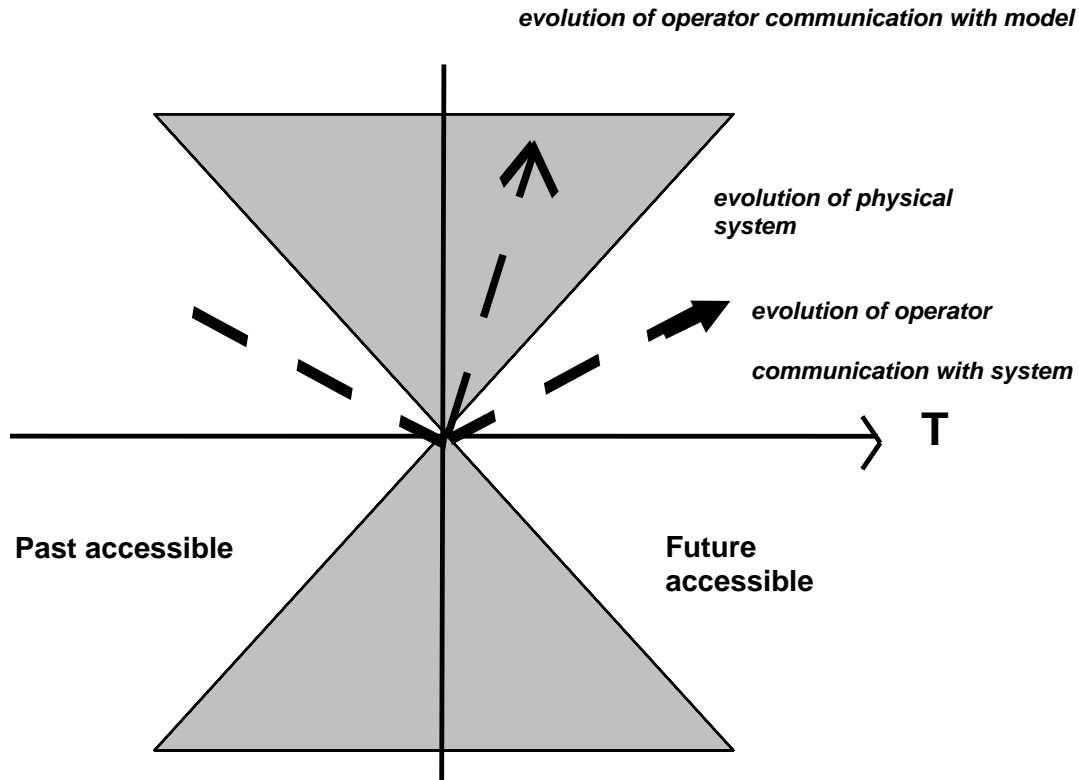 evolution of operator communication with model
evolution of physical
system
evolution of operator
communication with system
T
Past accessible
Future
accessible